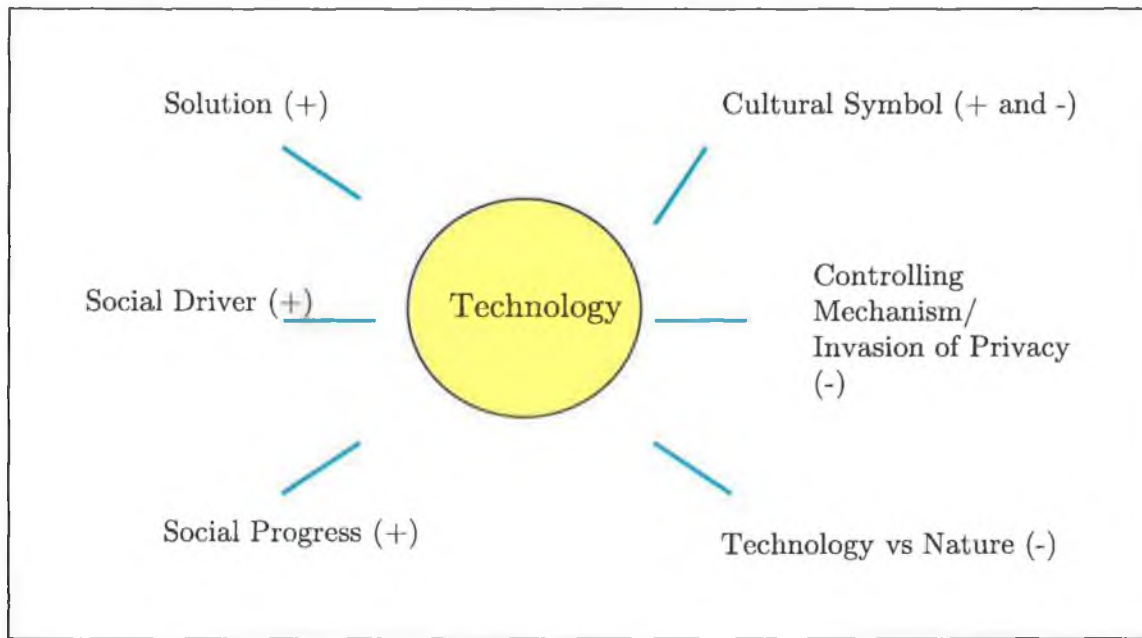 Solution (+)
Cultural Symbol (+ and -)
Social Driver (+)
Technology
Controlling
Mechanism/
Invasion of Privacy
(-)
Social Progress (+)
Technology vs Nature (-)